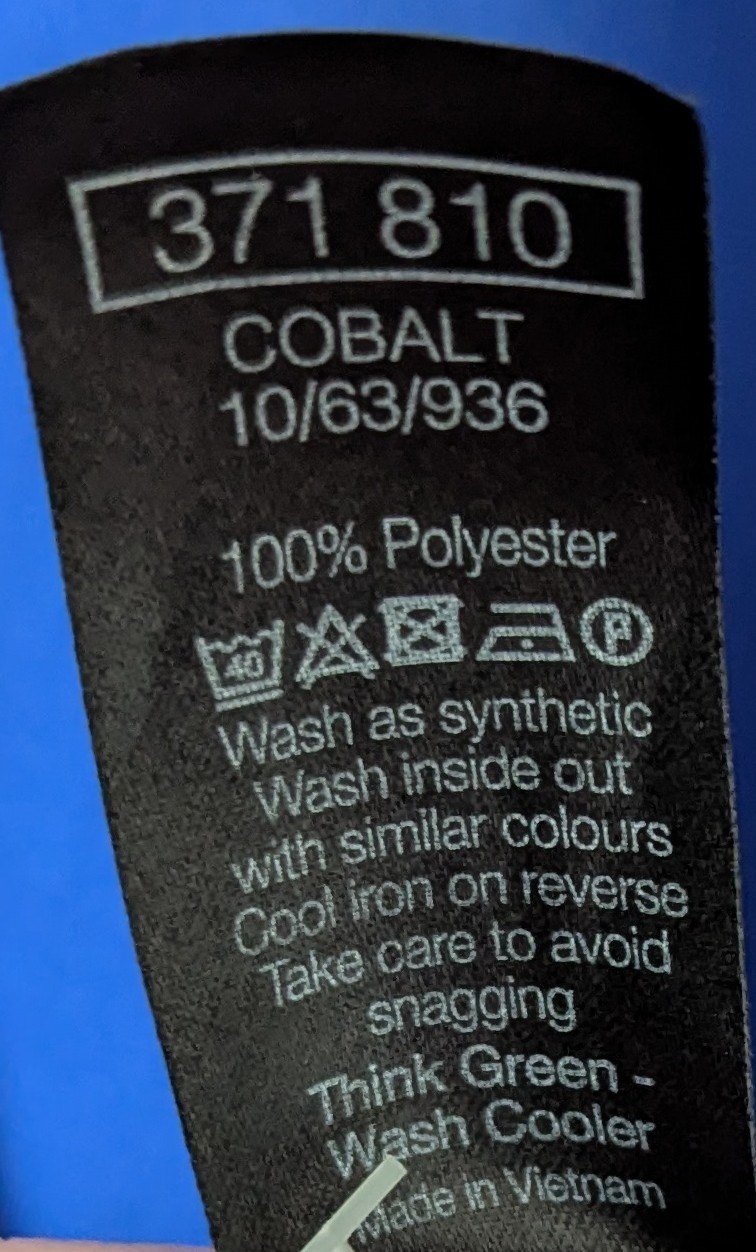 371 810
COBALT
10/63/936
100% Polyester
40 P
Wash as synthetic
Wash inside out
with similar colours
Cool iron on reverse
Take care to avoid
snagging
Think Green -
Wash Cooler
Made in Vietnam